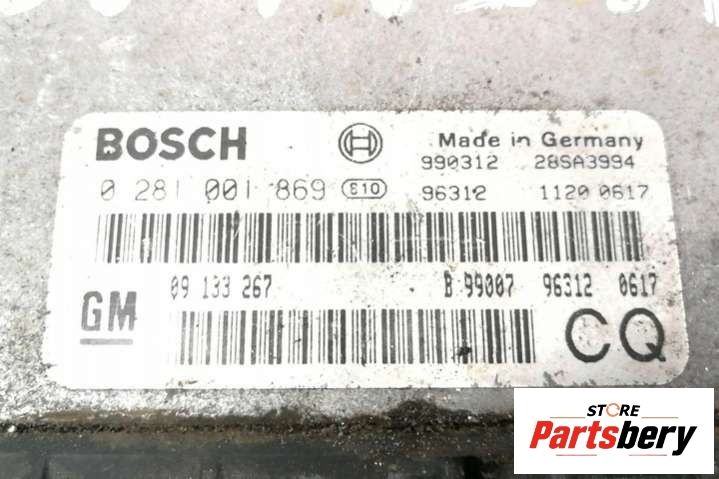 BOSCH Made in Germany
990312 28SA3994
0 281 001 869 S10 96312 1120 0617
GM 09 133 267 B 99007 96312 0617
CQ
STORE
Partsbery